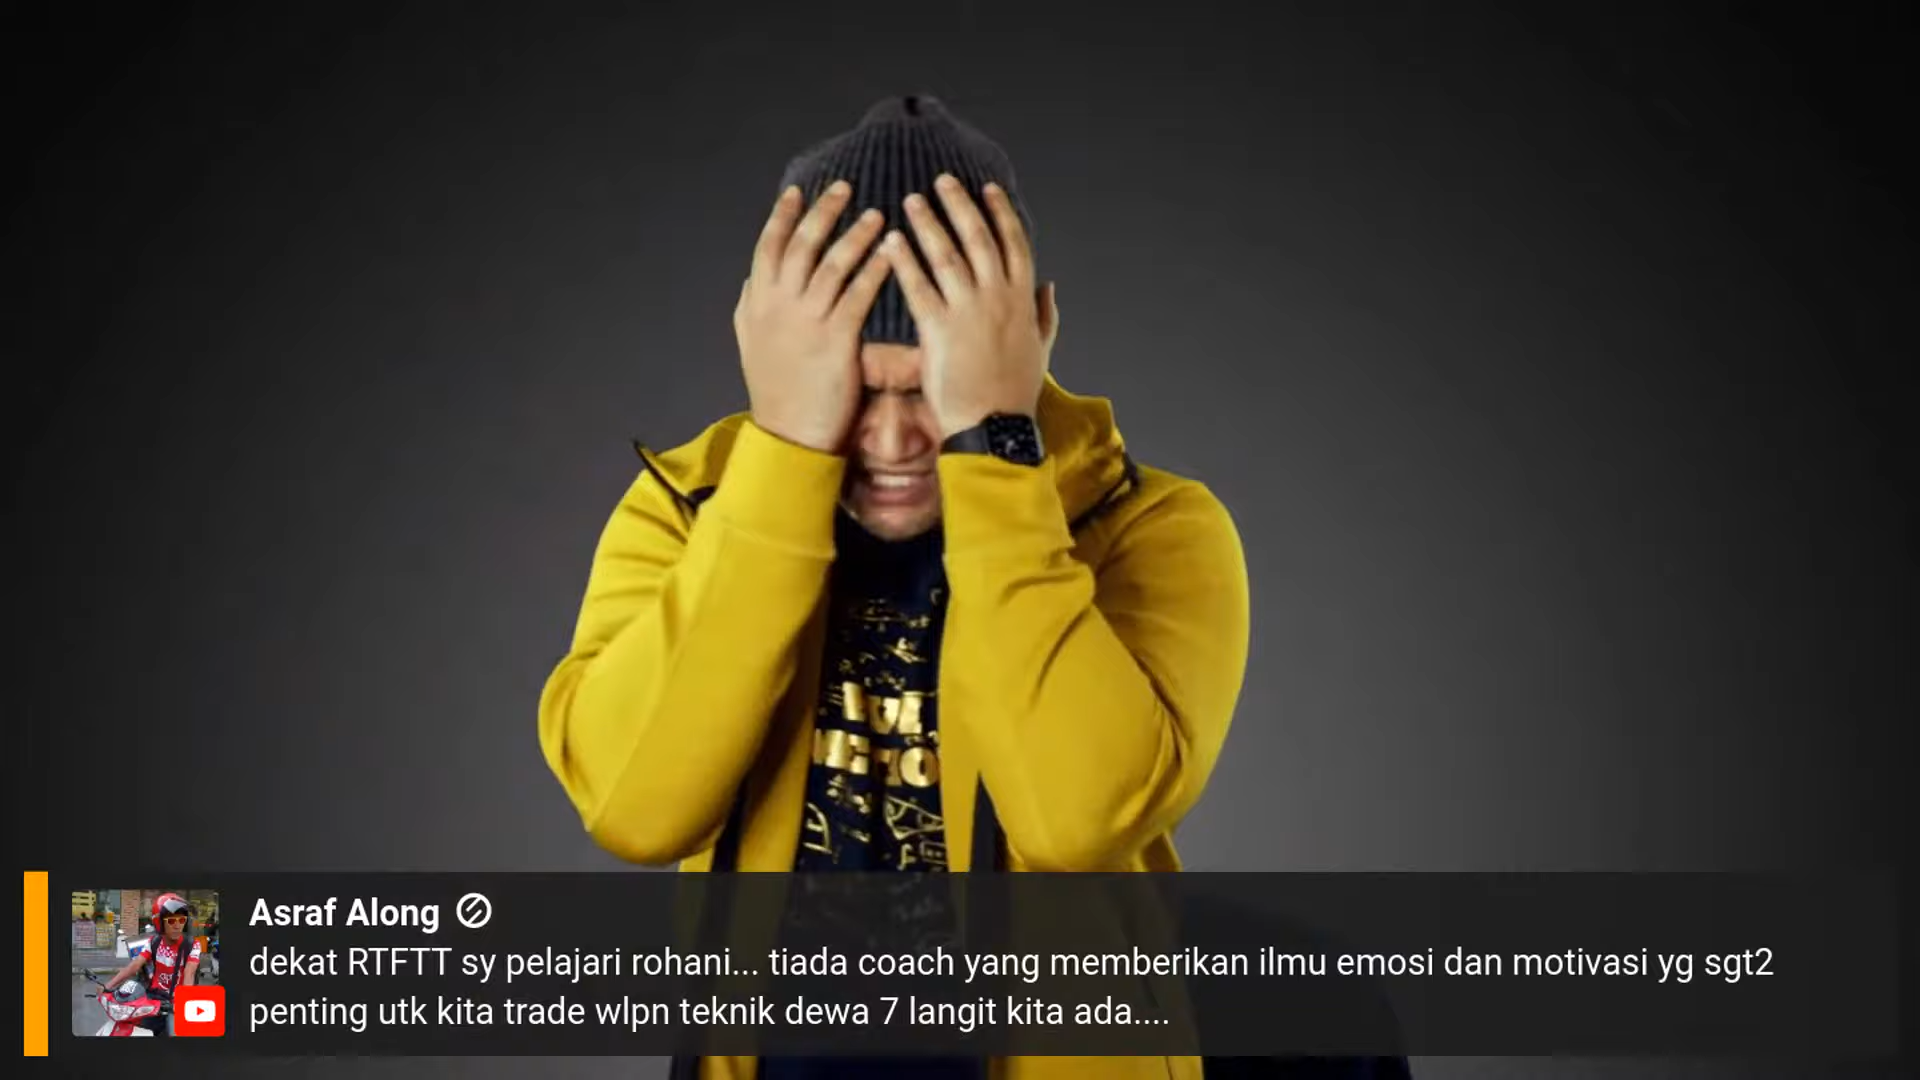 Asraf Along
dekat RTFTT sy pelajari rohani... tiada coach yang memberikan ilmu emosi dan motivasi yg sgt2
penting utk kita trade wlpn teknik dewa 7 langit kita ada....